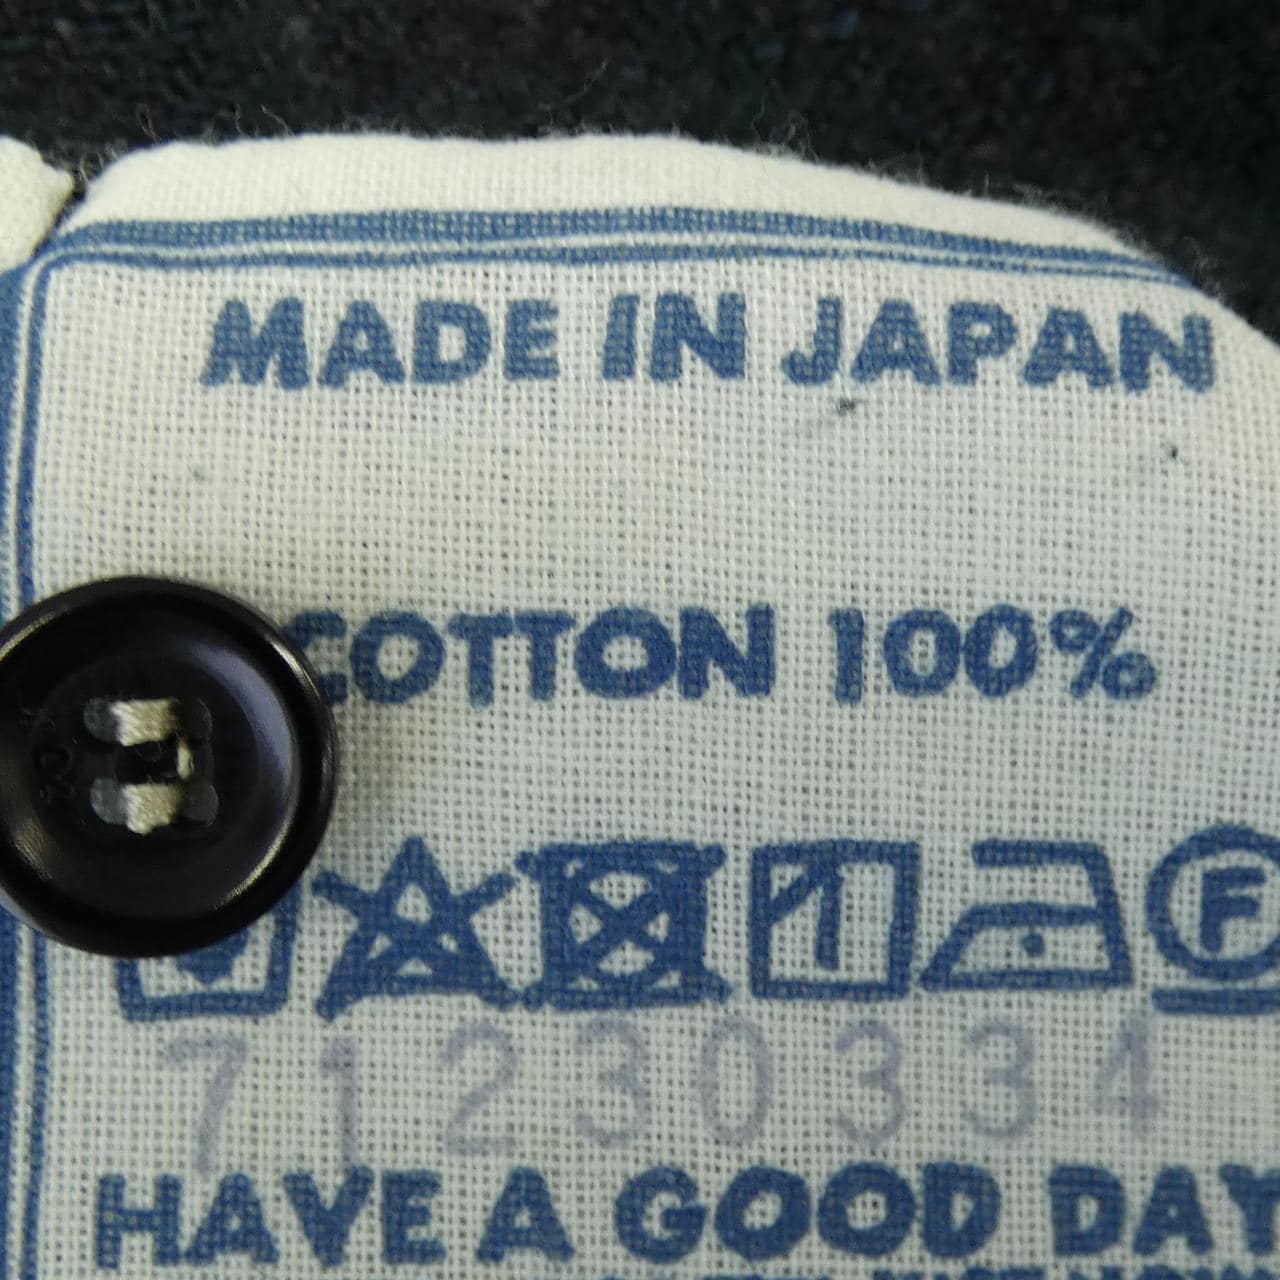 MADE IN JAPAN
COTTON 100%
F
71230334
HAVE A GOOD DAY